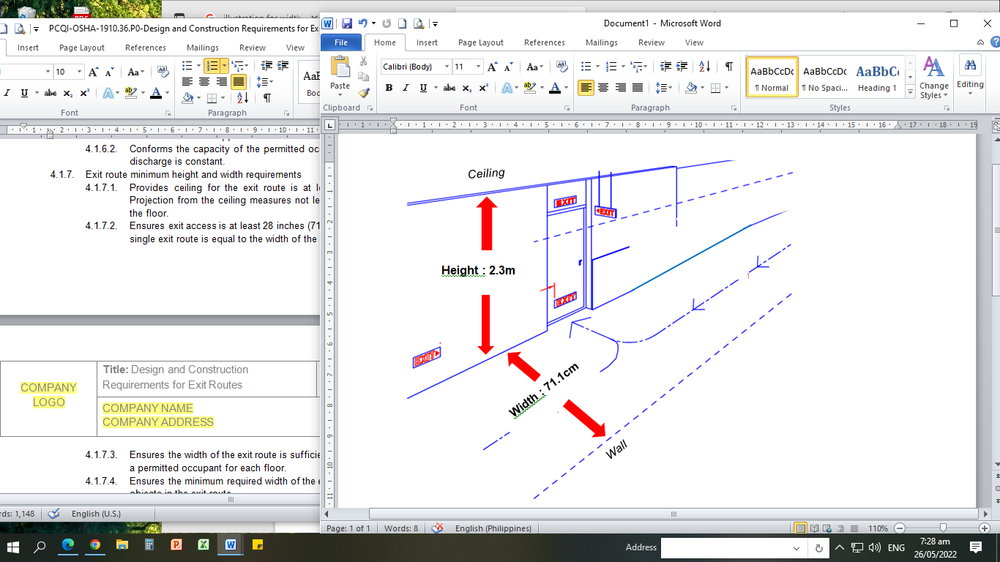 illustration for width
PCQI-OSHA-1910.36.P0-Design and Construction Requirements for Ex
Insert Page Layout References Mailings Review View
10
Font Paragraph
4.1.6.2. Conforms the capacity of the permitted
discharge is constant.
4.1.7. Exit route minimum height and width requirements
4.1.7.1. Provides ceiling for the exit route is at
Projection from the ceiling measures not
the floor.
4.1.7.2. Ensures exit access is at least 28 inches (71
single exit route is equal to the width of the
COMPANY
LOGO
Title: Design and Construction
Requirements for Exit Routes
COMPANY NAME
COMPANY ADDRESS
4.1.7.3. Ensures the width of the exit route is
a permitted occupant for each floor.
4.1.7.4. Ensures the minimum required width of the
objects in the exit route
rds: 1,148 English (U.S.)
Document1 - Microsoft Word
File Home Insert Page Layout References Mailings Review View
Paste
Clipboard
Calibri (Body) 11
Font
Paragraph
AaBbCcDc AaBbCcDc AaBbC
¶ Normal ¶ No Spaci... Heading 1
Change
Styles
Styles
Editing
Ceiling
EXIT
EXIT
Height : 2.3m
EXIT
EXIT
Width : 71.1cm
Wall
Page: 1 of 1 Words: 8 English (Philippines) 110%
Address
ENG
7:28 am
26/05/2022